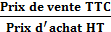 Prix de vente TTC
Prix d'achat HT